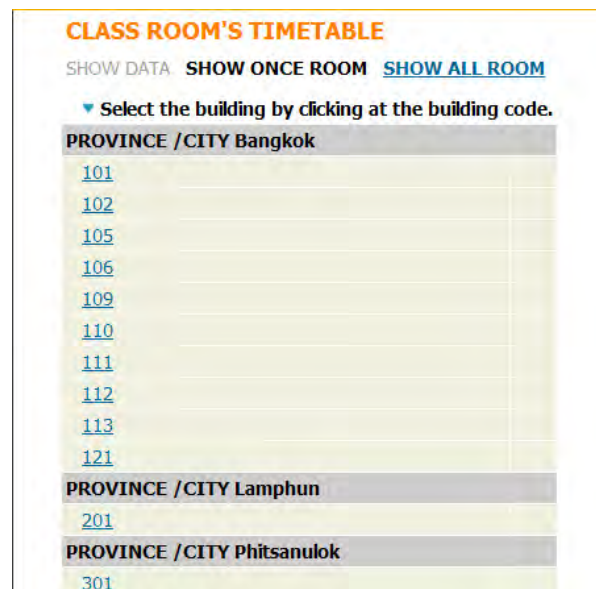 CLASS ROOM'S TIMETABLE
SHOW DATA SHOW ONCE ROOM SHOW ALL ROOM
Select the building by clicking at the building code.
PROVINCE /CITY Bangkok
101
102
105
106
109
110
111
112
113
121
PROVINCE /CITY Lamphun
201
PROVINCE /CITY Phitsanulok
301